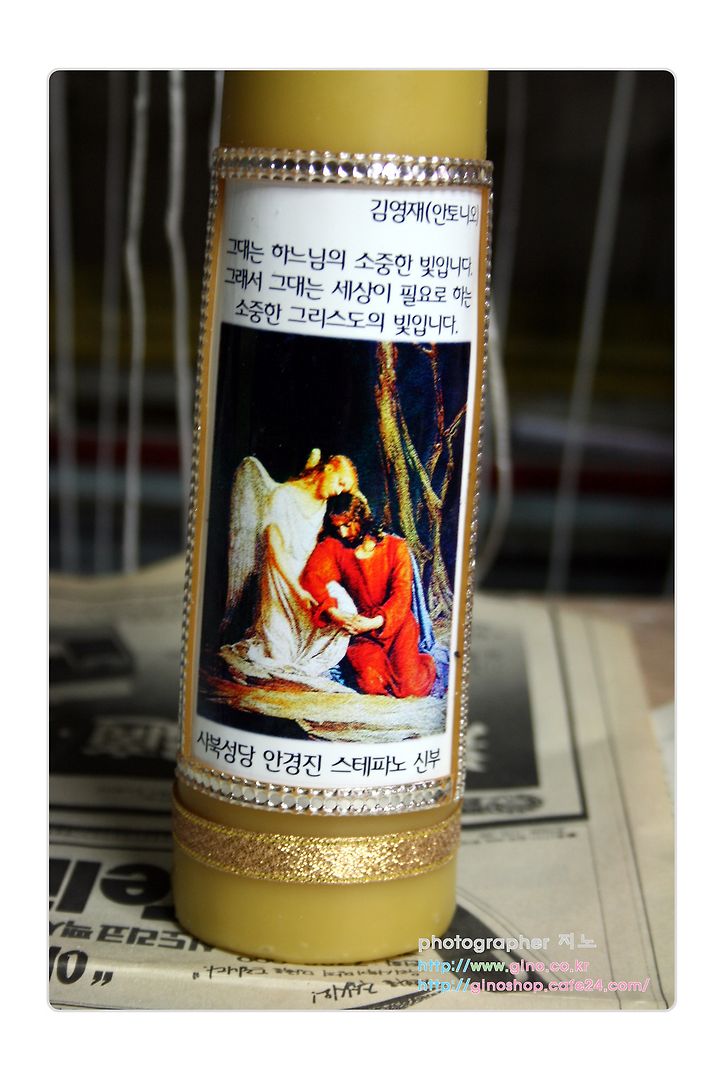 김영재(안토니오)
그대는 하느님의 소중한 빛입니다.
그래서 그대는 세상이 필요로 하는
소중한 그리스도의 빛입니다.
사북성당 안경진 스테파노 신부
photographer 지노
http://www.gino.co.kr
http://ginoshop.cafe24.com/